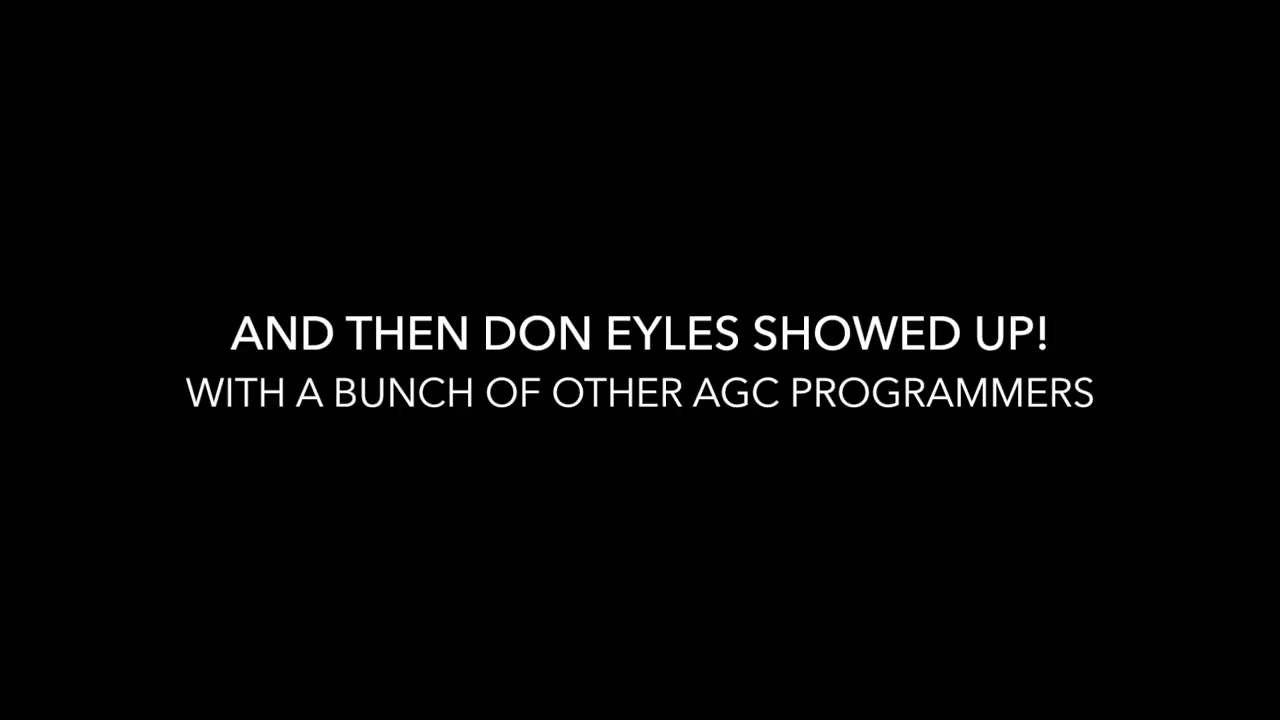 AND THEN DON EYLES SHOWED UP!
WITH A BUNCH OF OTHER AGC PROGRAMMERS